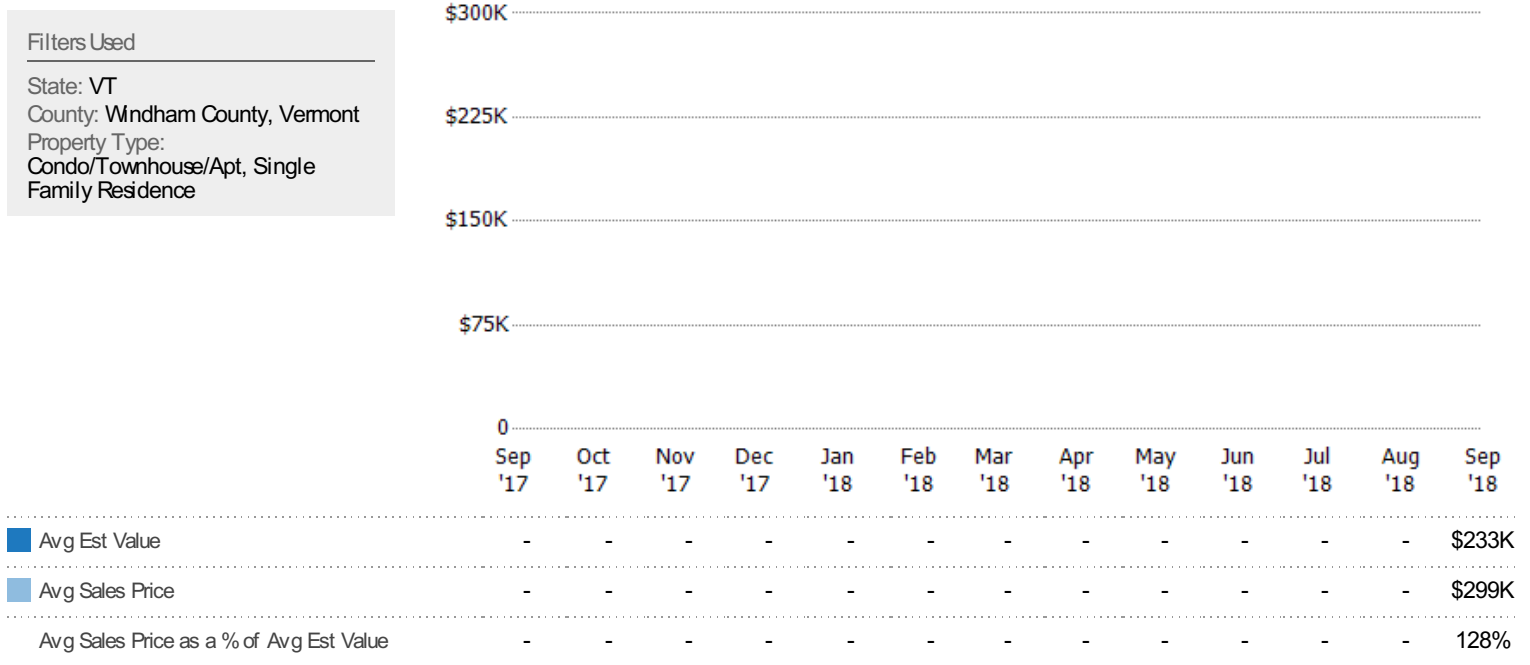 Filters Used
State: VT
County: Windham County, Vermont
Property Type:
Condo/Townhouse/Apt, Single
Family Residence
$300K
$225K
$150K
$75K
0
Sep Oct Nov Dec Jan Feb Mar Apr May Jun Jul Aug Sep
'17 '17 '17 '17 '18 '18 '18 '18 '18 '18 '18 '18 '18
Avg Est Value - - - - - - - - - - - - $233K
Avg Sales Price - - - - - - - - - - - - $299K
Avg Sales Price as a % of Avg Est Value - - - - - - - - - - - - 128%